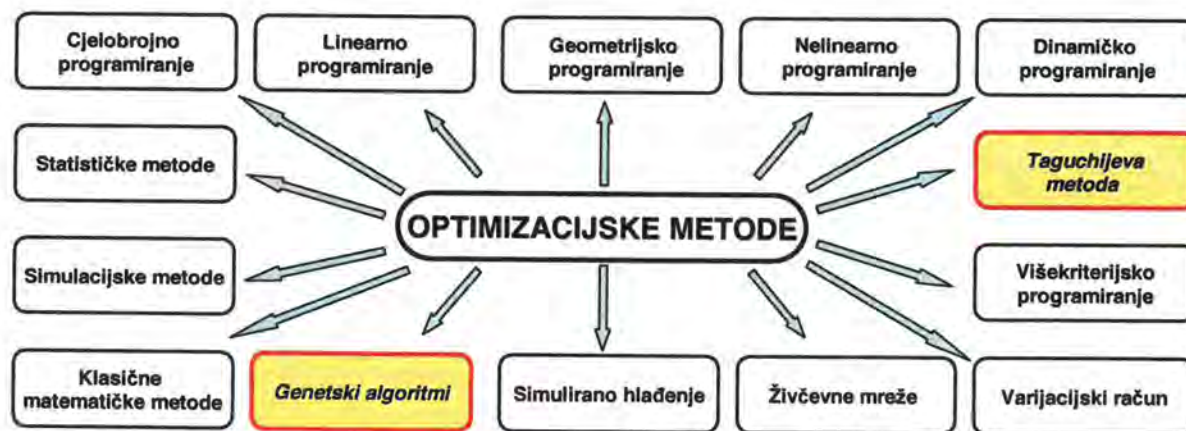 Cjelobrojno
programiranje
Linearno
programiranje
Geometrijsko
programiranje
Nelinearno
programiranje
Dinamičko
programiranje
Statističke metode
Taguchijeva
metoda
OPTIMIZACIJSKE METODE
Simulacijske metode
Višekriterijsko
programiranje
Klasične
matematičke metode
Genetski algoritmi
Simulirano hlađenje
Živčevne mreže
Varijacijski račun